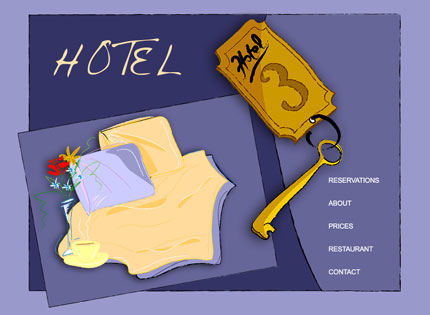 HOTEL
Hotel
3
RESERVATIONS
ABOUT
PRICES
RESTAURANT
CONTACT